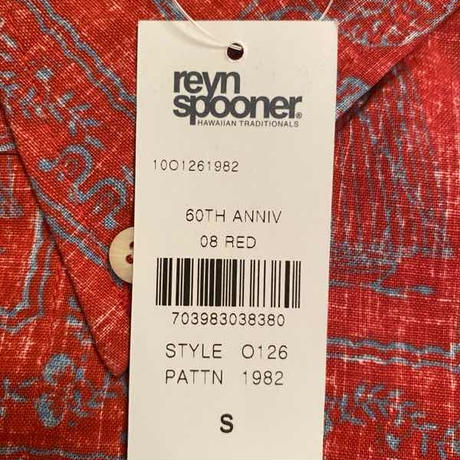 reyn
spooner®
HAWAIIAN TRADITIONALS
10O1261982
60TH ANNIV
08 RED
703983038380
STYLE O126
PATTN 1982
S